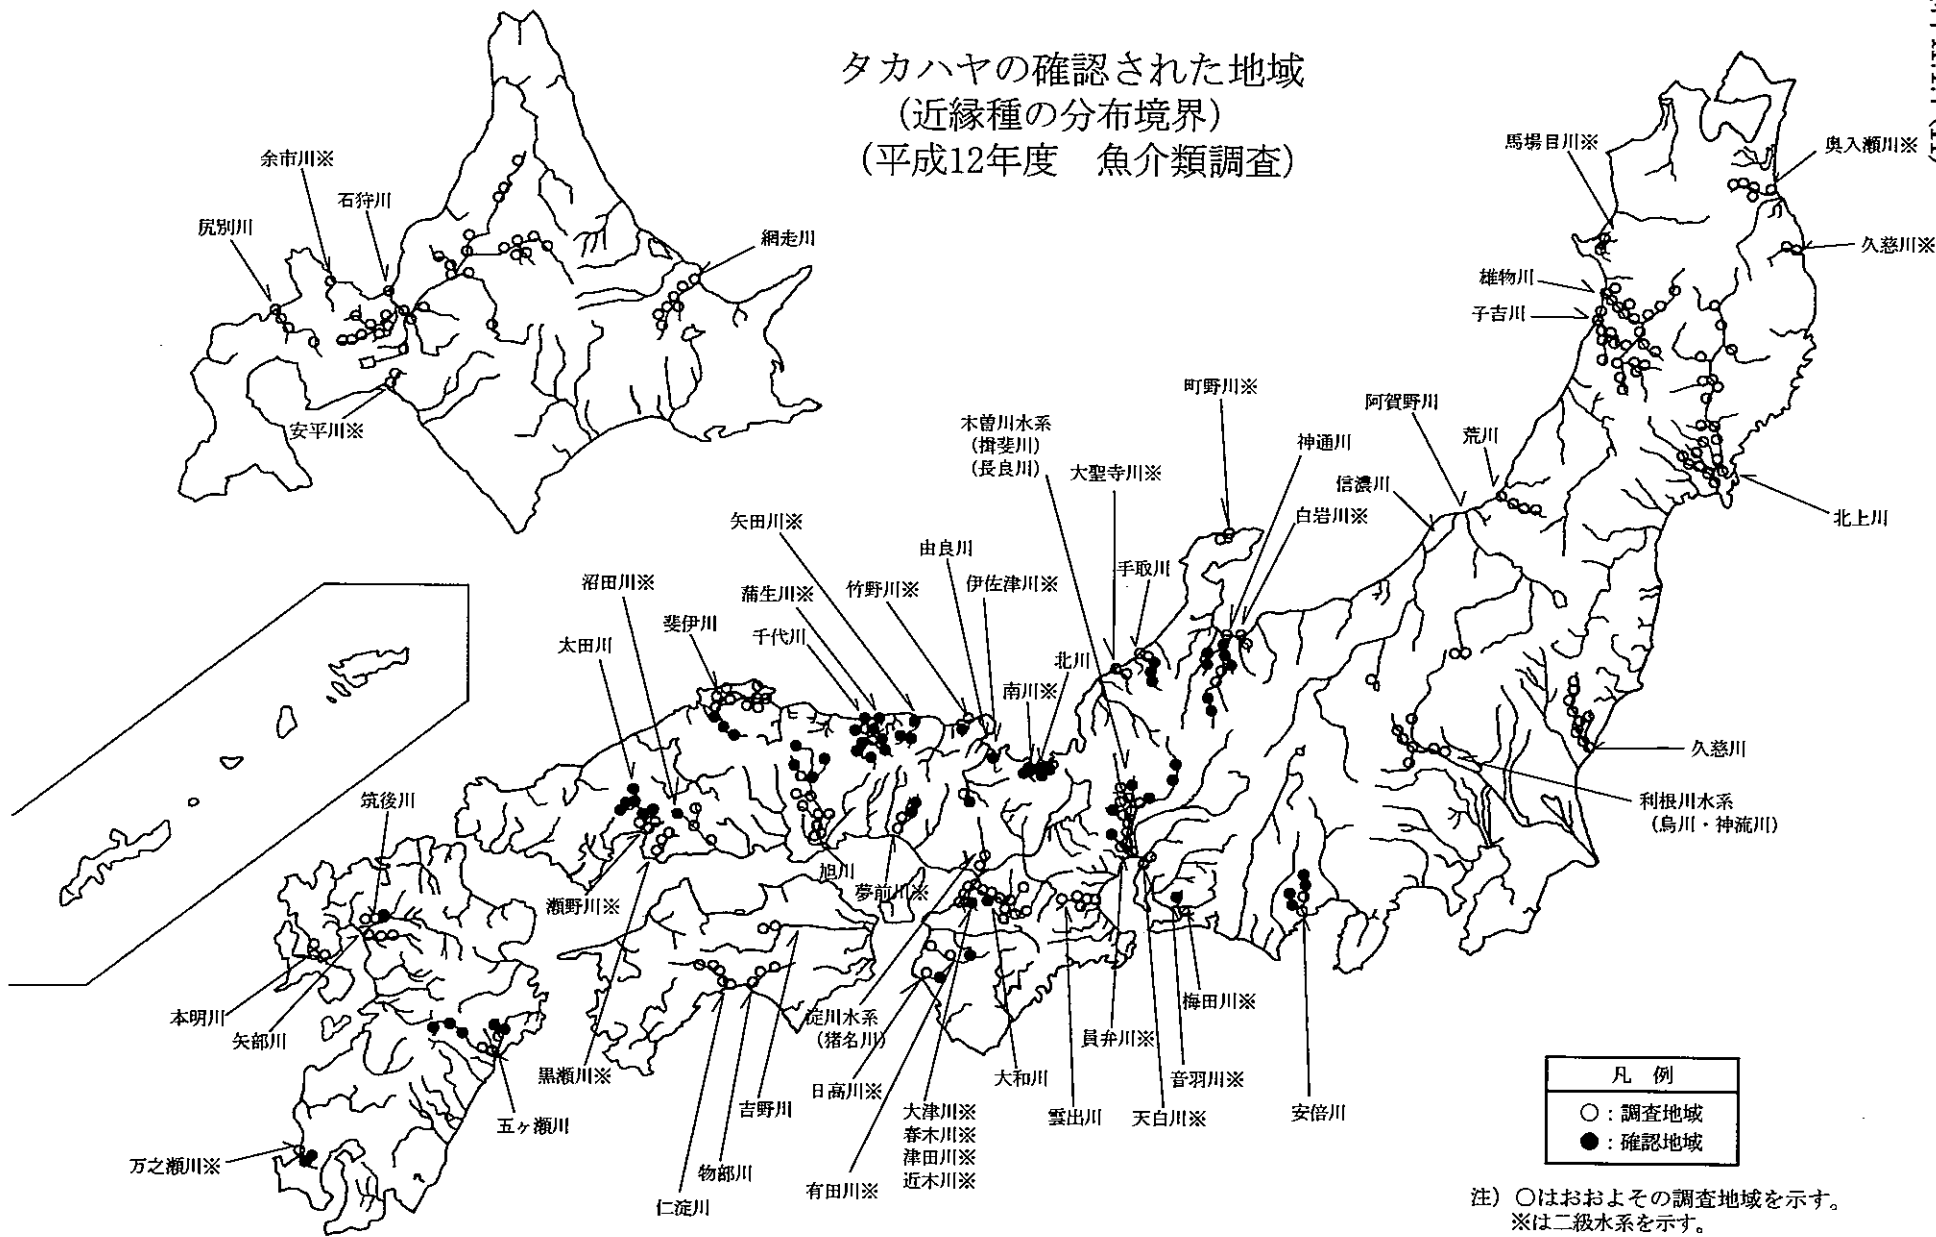 タカハヤの確認された地域
(近縁種の分布境界)
(平成12年度 魚介類調査)
余市川※
石狩川
尻別川
網走川
安平川※
馬場目川※
奥入瀬川※
久慈川※
雄物川
子吉川
町野川※
阿賀野川
木曽川水系
(揖斐川)
(長良川)
神通川
荒川
大聖寺川※
信濃川
白岩川※
北上川
矢田川※
由良川
手取川
沼田川※
蒲生川※
竹野川※
伊佐津川※
斐伊川
千代川
太田川
北川
南川※
久慈川
筑後川
利根川水系
(烏川・神流川)
旭川
夢前川※
瀬野川※
梅田川※
本明川
矢部川
淀川水系
(猪名川)
員弁川※
黒瀬川※
日高川※
大和川
音羽川※
吉野川
五ヶ瀬川
大津川※
春木川※
津田川※
近木川※
雲出川
天白川※
安倍川
万之瀬川※
物部川
有田川※
仁淀川
凡 例
○：調査地域
●：確認地域
注）○はおおよその調査地域を示す。
※は二級水系を示す。